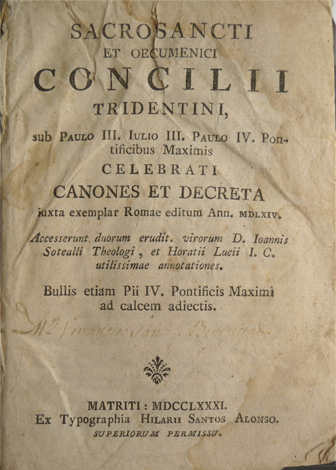 SACROSANCTI
ET OECUMENICI
CONCILII
TRIDENTINI,
sub PAULO III. IULIO III. PAULO IV. Pon-
tificibus Maximis
CELEBRATI
CANONES ET DECRETA
iuxta exemplar Romae editum Ann. MDLXIV.
Accesserunt duorum erudit. virorum D. Ioannis
Sotealli Theologi, et Horatii Lucii I. C.
utilissimae annotationes.
Bullis etiam Pii IV. Pontificis Maximi
ad calcem adiectis.
MATRITI: MDCCLXXXI.
Ex Typographia HILARII SANTOS ALONSO.
SUPERIORUM PERMISSU.